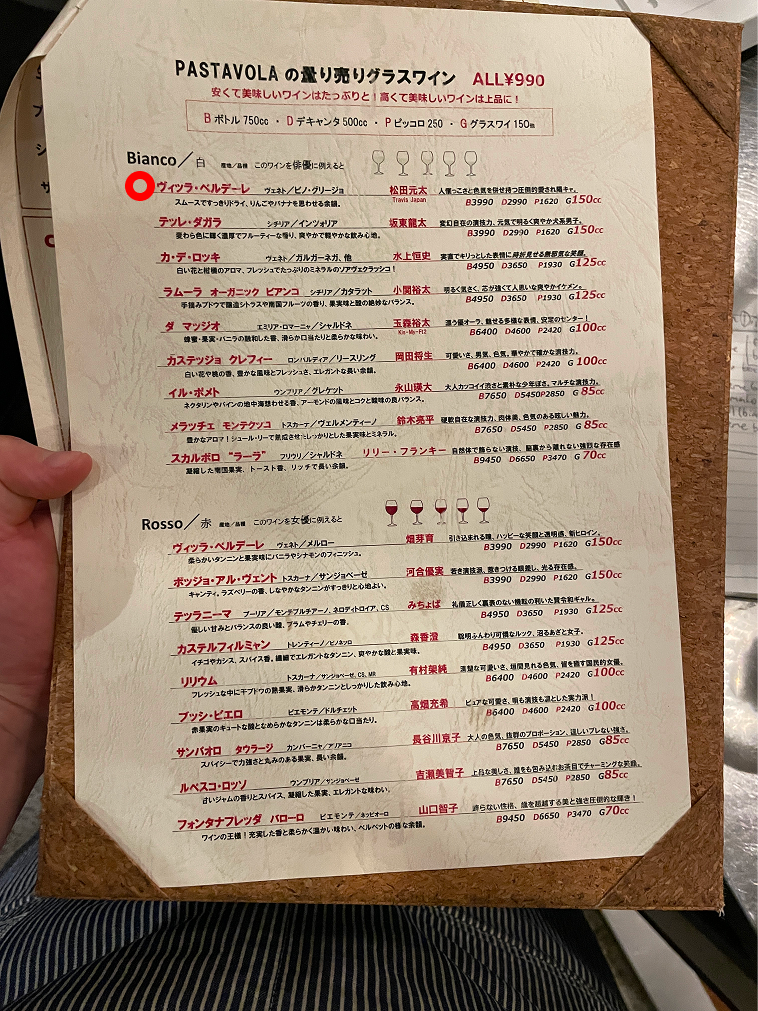 PASTAVOLA の量り売りグラスワイン ALL¥990
安くて美味しいワインはたっぷりと!高くて美味しいワインは上品に!
B ボトル 750cc ・ D デキャンタ 500cc ・ P ピッコロ 250 ・ G グラスワイ 150m
Bianco／白 産地/品種 このワインを俳優に例えると
ヴィッラ・ベルデーレ ヴェネト／ピノ・グリージョ 松田元太 人懐っこさと色気を併せ持つ圧倒的愛され陽キャ。
スムースですっきりドライ、りんごやバナナを思わせる余韻。 Travis Japan B3990 D2990 P1620 G150cc
テッレ・ダガラ シチリア／インツォリア 坂東龍太 変幻自在の演技力、元気で明るく爽やか犬系男子。
麦わら色に輝く濃厚でフルーティーな香り、爽やかで軽やかな飲み心地。 B3990 D2990 P1620 G150cc
カ・デ・ロッキ ヴェネト／ガルガーネガ、他 水上恒史 実直でキリっとした表情に時折見せる無邪気な笑顔。
白い花と柑橘のアロマ、フレッシュでたっぷりのミネラルのソアヴェクラッシコ! B4950 D3650 P1930 G125cc
ラムーラ オーガニック ビアンコ シチリア／カタラット 小関裕太 明るく気さく、芯が強くて人思いな爽やかイケメン。
手摘みブドウで醸造シトラスや南国フルーツの香り、果実味と酸の絶妙なバランス。 B4950 D3650 P1930 G125cc
ダ マッジオ エミリア・ロマーニャ／シャルドネ 玉森裕太 漂う優オーラ、魅せる多様な表情、安定のセンター!
蜂蜜・果実・バニラの融和した香、滑らか口当たりと柔らかな味わい。 Kis-My-Ft2 B6400 D4600 P2420 G100cc
カステッジョ クレフィー ロンバルディア／リースリング 岡田将生 可愛いさ、男気、色気。華やかで確かな演技力。
白い花や桃の香、豊かな風味とフレッシュさ、エレガントな長い余韻。 B6400 D4600 P2420 G100cc
イル・ポメト ウンブリア／グレケット 永山瑛大 大人カッコイイ渋さと素朴な少年ぽさ。マルチな演技力。
ネクタリンやパインの地中海想わせる香、アーモンドの風味とコクと酸味の良バランス。 B7650 D5450 P2850 G85cc
メラッチェ モンテクッコ トスカーナ／ヴェルメンティーノ 鈴木亮平 硬軟自在な演技力、肉体美、色気のある眩しい魅力。
豊かなアロマ!シュール・リーで熟成させたしっかりとした果実味とミネラル。 B7650 D5450 P2850 G85cc
スカルボロ “ラーラ” フリウリ／シャルドネ リリー・フランキー 自然体で飾らない演技、脳裏から離れない強烈な存在感
凝縮した南国果実、トースト香、リッチで長い余韻。 B9450 D6650 P3470 G70cc
Rosso／赤 産地/品種 このワインを女優に例えると
ヴィッラ・ベルデーレ ヴェネト／メルロー 畑芽育 引き込まれる瞳、ハッピーな笑顔と透明感、新ヒロイン。
柔らかいタンニンと果実味にバニラやシナモンのフィニッシュ。 B3990 D2990 P1620 G150cc
ポッジョ・アル・ヴェント トスカーナ／サンジョベーゼ 河合優実 若き演技派、惹きつける眼差し、光る存在感。
キャンティ。ラズベリーの香、しなやかなタンニンがすっきりと心地よい。 B3990 D2990 P1620 G150cc
テッラニーマ プーリア／モンテプルチアーノ、ネロディトロイア、CS みちょぱ 礼儀正しく裏表のない機転の利いた賢令和ギャル。
優しい甘みとバランスの良い酸、プラムやチェリーの香。 B4950 D3650 P1930 G125cc
カステルフィルミャン トレンティーノ／ピノネッロ 森香澄 聡明ふんわり可憐なルック、沼るあざと女子。
イチゴやカシス、スパイス香。繊細でエレガントなタンニン、爽やかな酸と果実味。 B4950 D3650 P1930 G125cc
リリウム トスカーナ／サンジョベーゼ、CS、MR 有村架純 清楚な可愛いさ、垣間見れる色気、皆を癒す国民的女優。
フレッシュな中に干ブドウの熟果実、滑らかタンニンとしっかりした飲み心地。 B6400 D4600 P2420 G100cc
ブッシ・ピエロ ピエモンテ／ドルチェット 高畑充希 ピュアな可愛さ、唄も演技も凛とした実力派!
赤果実のキュートな酸となめらかなタンニンは柔らかな口当たり。 B6400 D4600 P2420 G100cc
サンパオロ タウラージ カンパーニャ／アリアニコ 長谷川京子 大人の色気、抜群のプロポーション、逞しいブレない強さ。
スパイシーで力強さと丸みのある果実、長い余韻。 B7650 D5450 P2850 G85cc
ルベスコ・ロッソ ウンブリア／サンジョベーゼ 吉瀬美智子 上品な美しさ、誰をも包み込むお茶目でチャーミングな笑顔。
甘いジャムの香りとスパイス、凝縮した果実、エレガントな味わい。 B7650 D5450 P2850 G85cc
フォンタナフレッダ バローロ ピエモンテ／ネッビオーロ 山口智子 飾らない性格、歳を超越する美と強さ圧倒的な輝き!
ワインの王様!充実した香と柔らかく温かい味わい、ベルベットの様な余韻。 B9450 D6650 P3470 G70cc